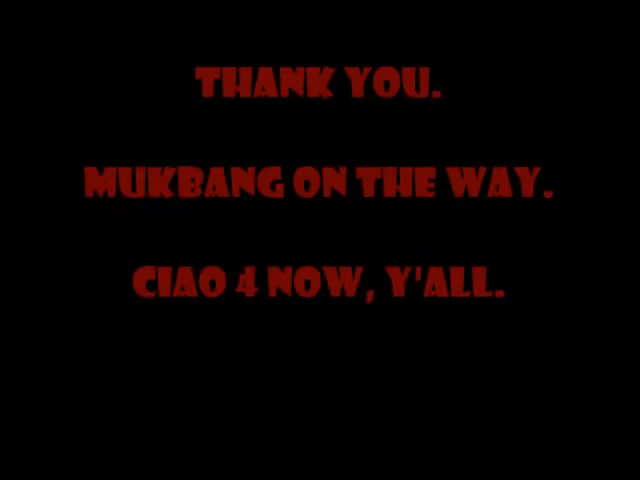 THANK YOU.
MUKBANG ON THE WAY.
CIAO 4 NOW, Y'ALL.